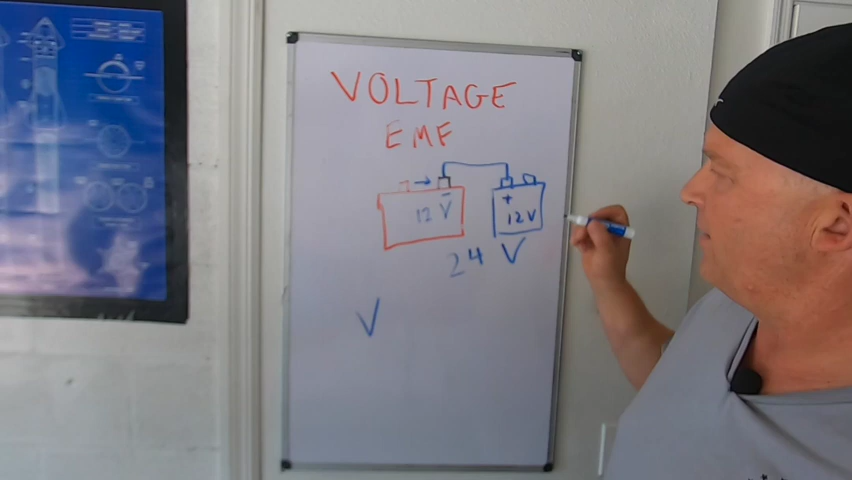 VOLTAGE
EMF
12 V
+
12 V
24 V
V